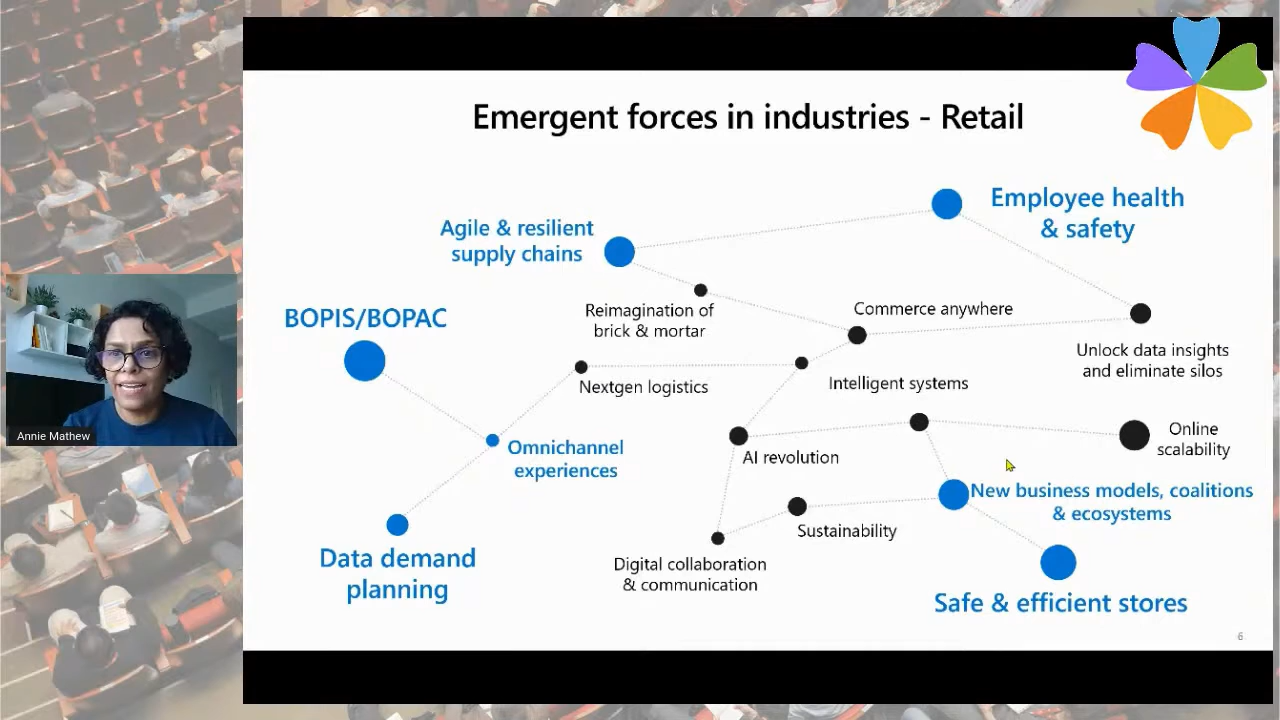 Emergent forces in industries - Retail
Employee health
& safety
Agile & resilient
supply chains
BOPIS/BOPAC
Reimagination of
brick & mortar
Commerce anywhere
Unlock data insights
and eliminate silos
Nextgen logistics
Intelligent systems
Online
scalability
Omnichannel
experiences
AI revolution
New business models, coalitions
& ecosystems
Sustainability
Data demand
planning
Digital collaboration
& communication
Safe & efficient stores
6
Annie Mathew